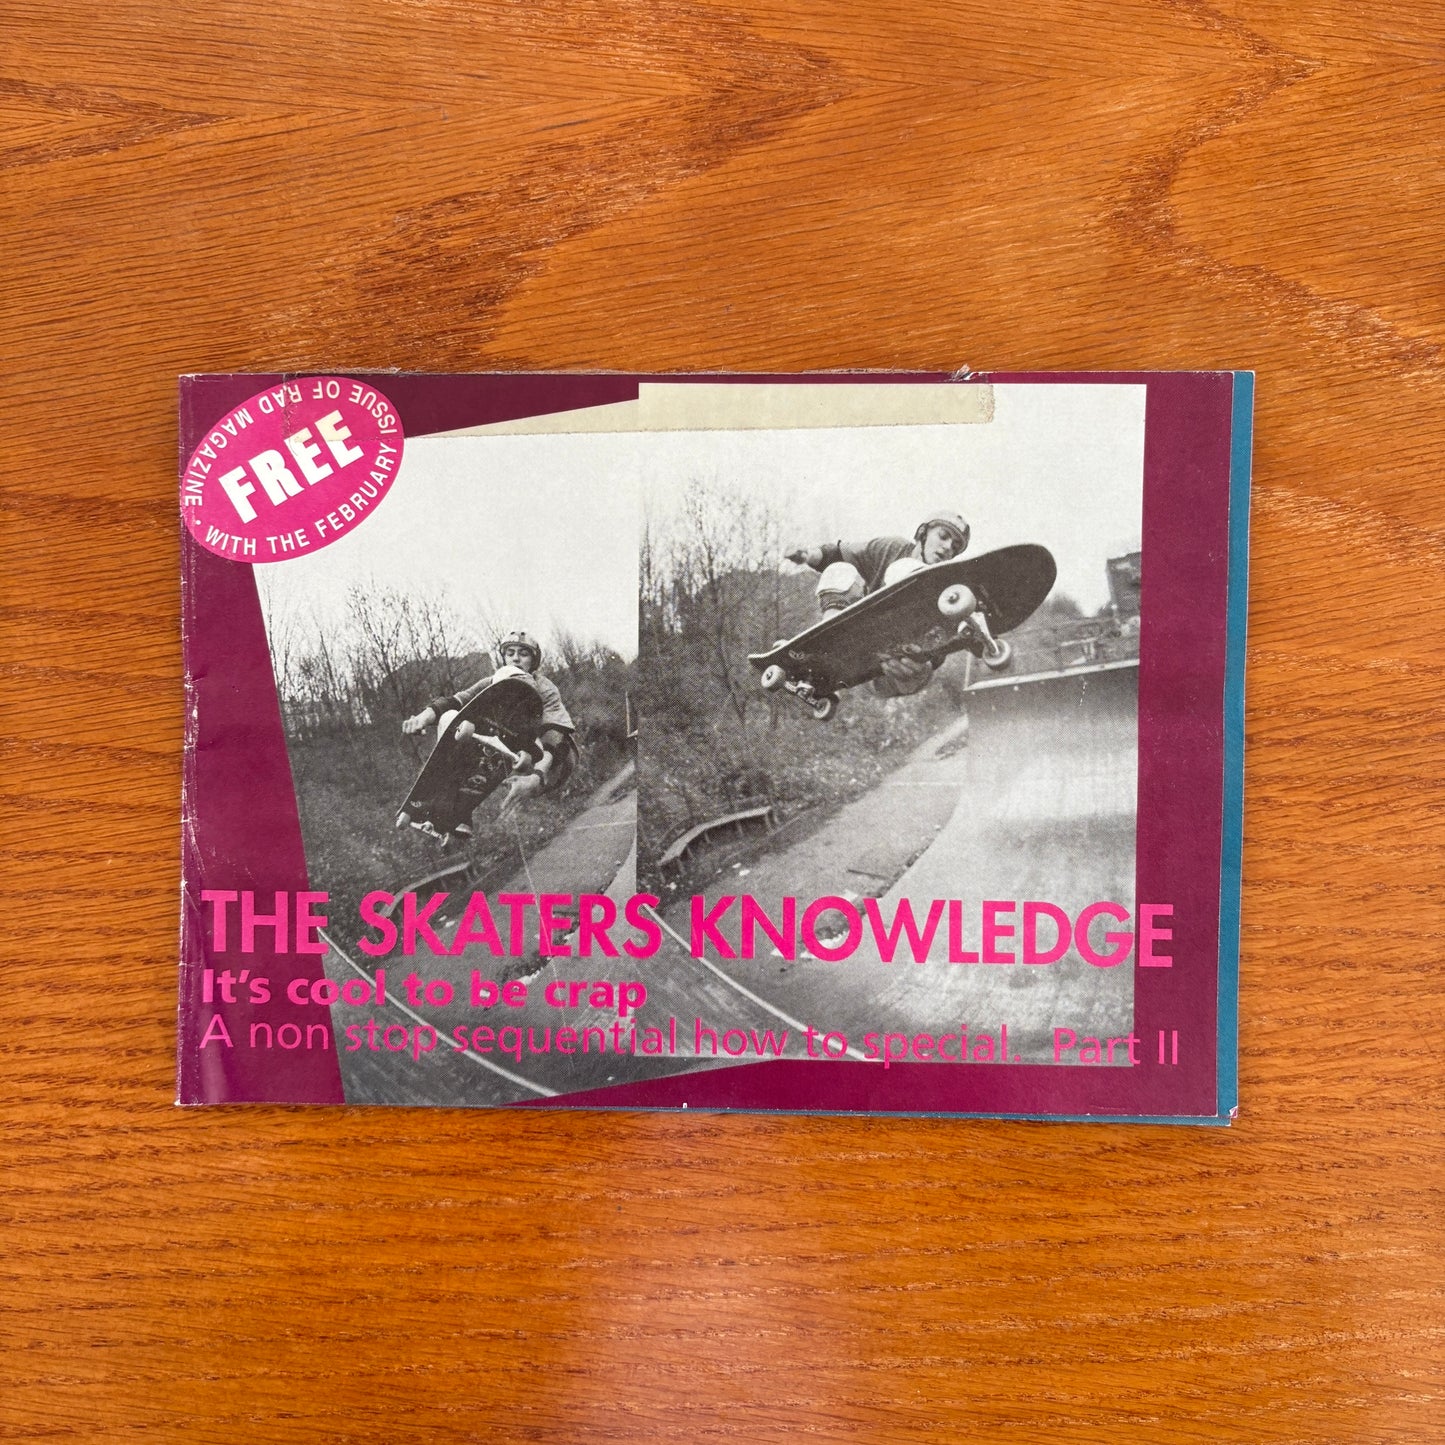 FREE
WITH THE FEBRUARY ISSUE OF RAD MAGAZINE •
THE SKATERS KNOWLEDGE
It's cool to be crap
A non stop sequential how to special. Part II